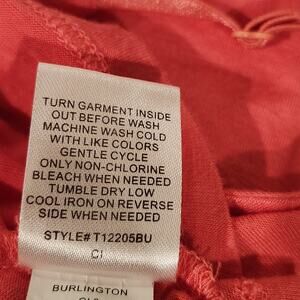 TURN GARMENT INSIDE
OUT BEFORE WASH
MACHINE WASH COLD
WITH LIKE COLORS
GENTLE CYCLE
ONLY NON-CHLORINE
BLEACH WHEN NEEDED
TUMBLE DRY LOW
COOL IRON ON REVERSE
SIDE WHEN NEEDED
STYLE# T12205BU
CI
BURLINGTON